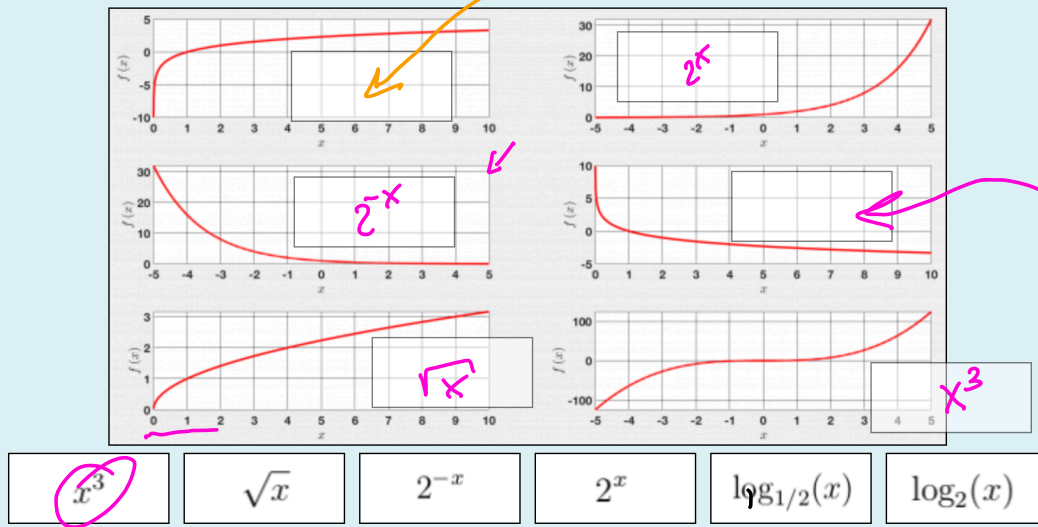 5
0
-5
-10
f(x)
0 1 2 3 4 5 6 7 8 9 10
x
30
20
10
0
f(x)
2^x
-5 -4 -3 -2 -1 0 1 2 3 4 5
x
30
20
10
0
f(x)
2^-x
-5 -4 -3 -2 -1 0 1 2 3 4 5
x
10
5
0
-5
f(x)
0 1 2 3 4 5 6 7 8 9 10
x
3
2
1
0
f(x)
√x
0 1 2 3 4 5 6 7 8 9 10
x
100
0
-100
f(x)
x^3
-5 -4 -3 -2 -1 0 1 2 3 4 5
x
x^3 √x 2^-x 2^x log_1/2(x) log_2(x)